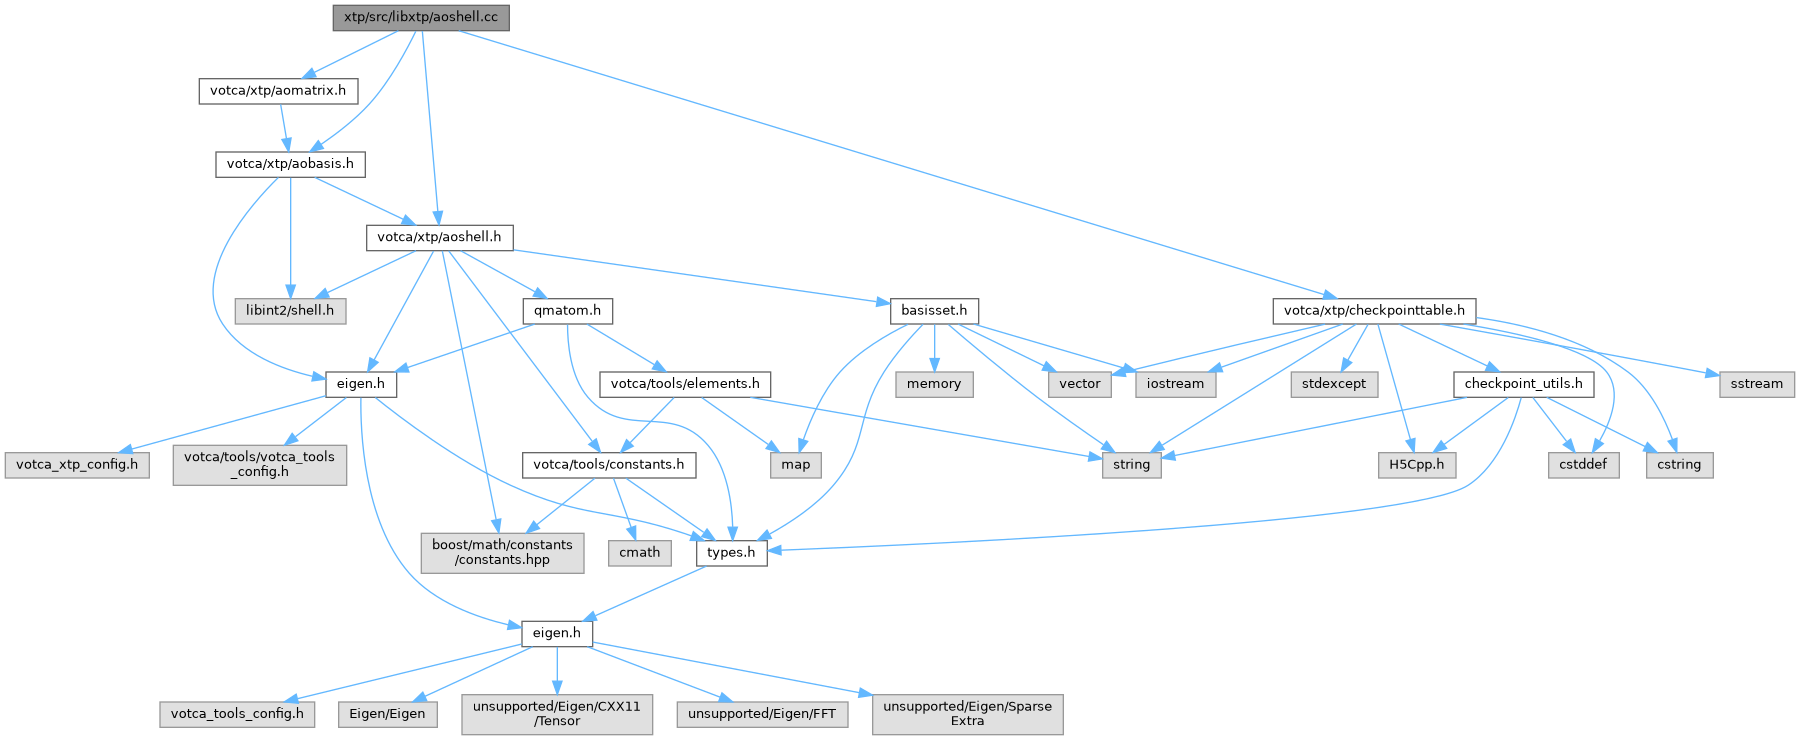 xtp/src/libxtp/aoshell.cc
votca/xtp/aomatrix.h
votca/xtp/aobasis.h
votca/xtp/aoshell.h
libint2/shell.h
qmatom.h
basisset.h
votca/xtp/checkpointtable.h
eigen.h
votca/tools/elements.h
memory
vector
iostream
stdexcept
checkpoint_utils.h
sstream
votca_xtp_config.h
votca/tools/votca_tools
_config.h
votca/tools/constants.h
map
string
H5Cpp.h
cstddef
cstring
boost/math/constants
/constants.hpp
cmath
types.h
eigen.h
votca_tools_config.h
Eigen/Eigen
unsupported/Eigen/CXX11
/Tensor
unsupported/Eigen/FFT
unsupported/Eigen/Sparse
Extra